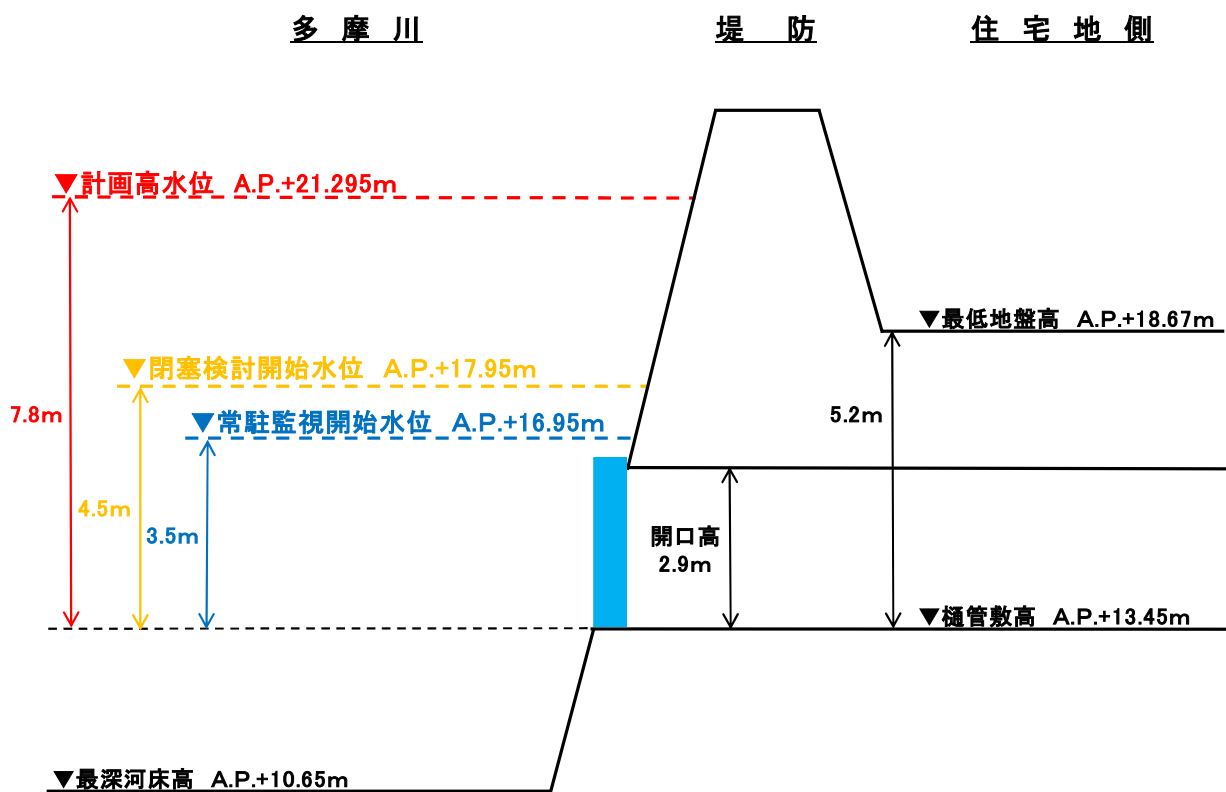 多摩川
堤防
住宅地側
▼計画高水位 A.P.+21.295m
▼最低地盤高 A.P.+18.67m
▼閉塞検討開始水位 A.P.+17.95m
7.8m
▼常駐監視開始水位 A.P.+16.95m
5.2m
4.5m
3.5m
開口高
2.9m
▼樋管敷高 A.P.+13.45m
▼最深河床高 A.P.+10.65m